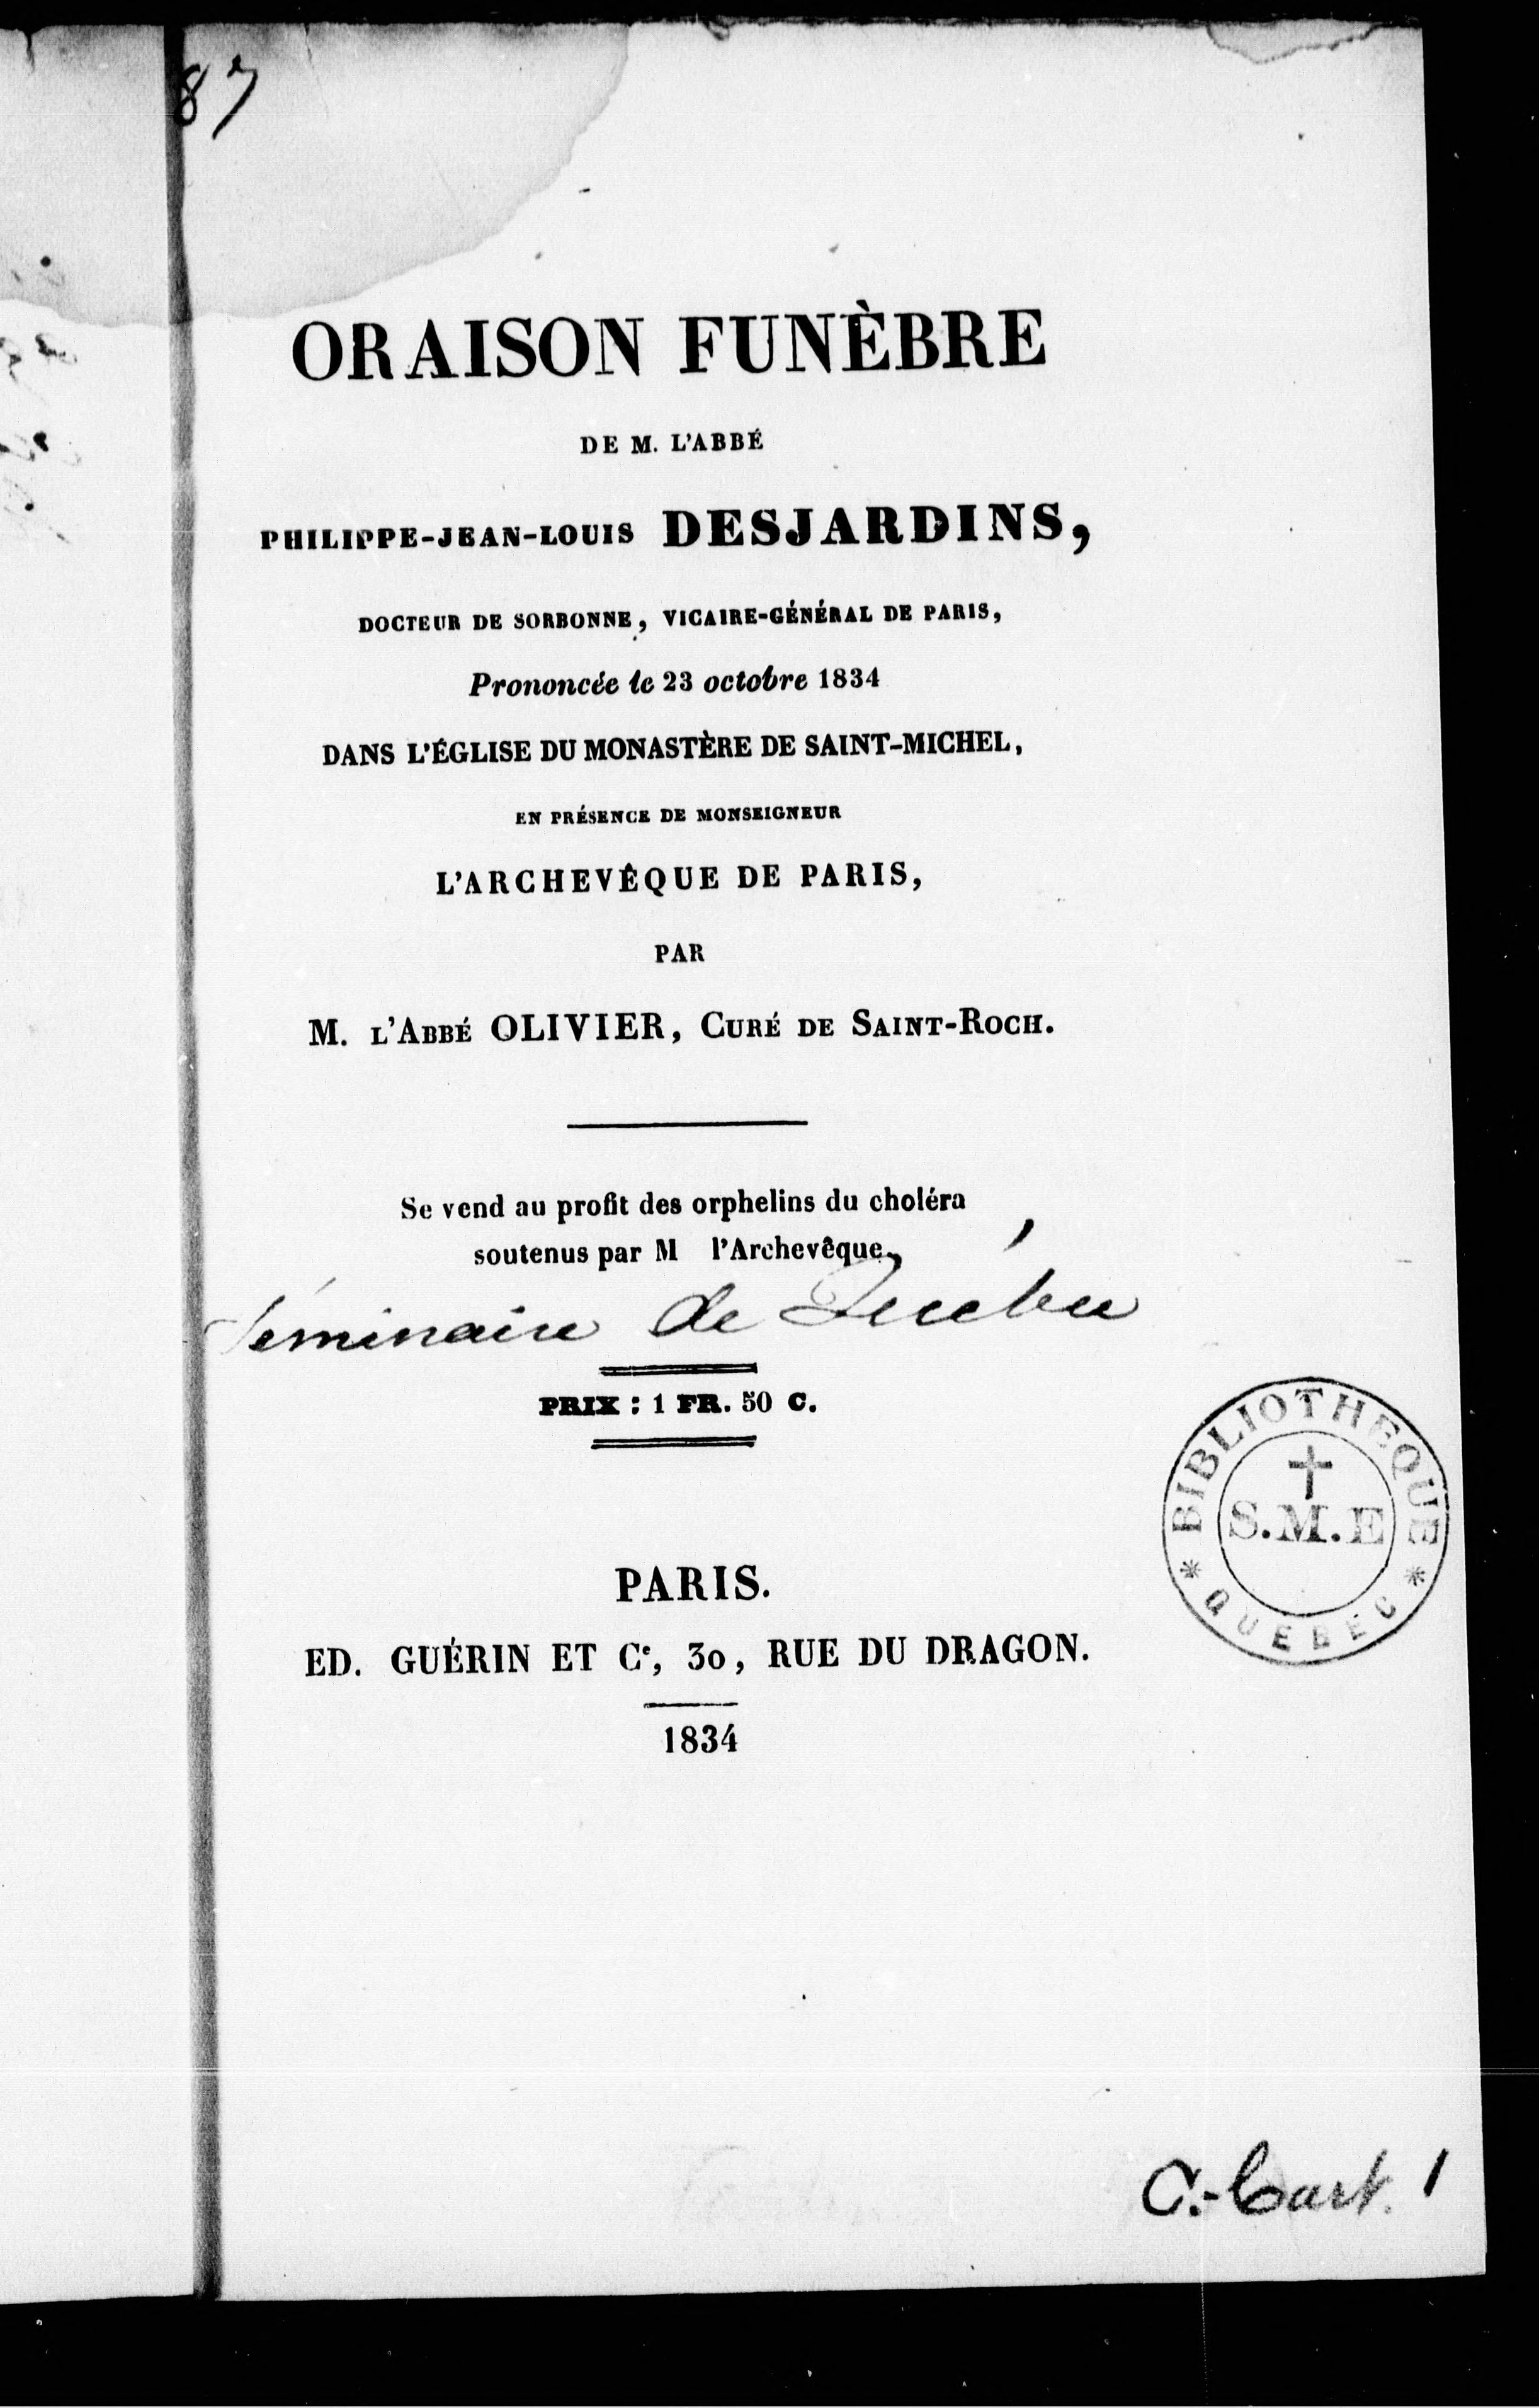 87
ORAISON FUNÈBRE
DE M. L'ABBÉ
PHILIPPE-JEAN-LOUIS DESJARDINS,
DOCTEUR DE SORBONNE, VICAIRE-GÉNÉRAL DE PARIS,
Prononcée le 23 octobre 1834
DANS L'ÉGLISE DU MONASTÈRE DE SAINT-MICHEL,
EN PRÉSENCE DE MONSEIGNEUR
L'ARCHEVÊQUE DE PARIS,
PAR
M. L'ABBÉ OLIVIER, CURÉ DE SAINT-ROCH.
Se vend au profit des orphelins du choléra
soutenus par M l'Archevêque.
Séminaire de Québec
PRIX : 1 FR. 50 C.
BIBLIOTHEQUE
S.M.E
* QUEBEC *
PARIS.
ED. GUÉRIN ET Cᵉ, 30, RUE DU DRAGON.
1834
C.-Cart. 1